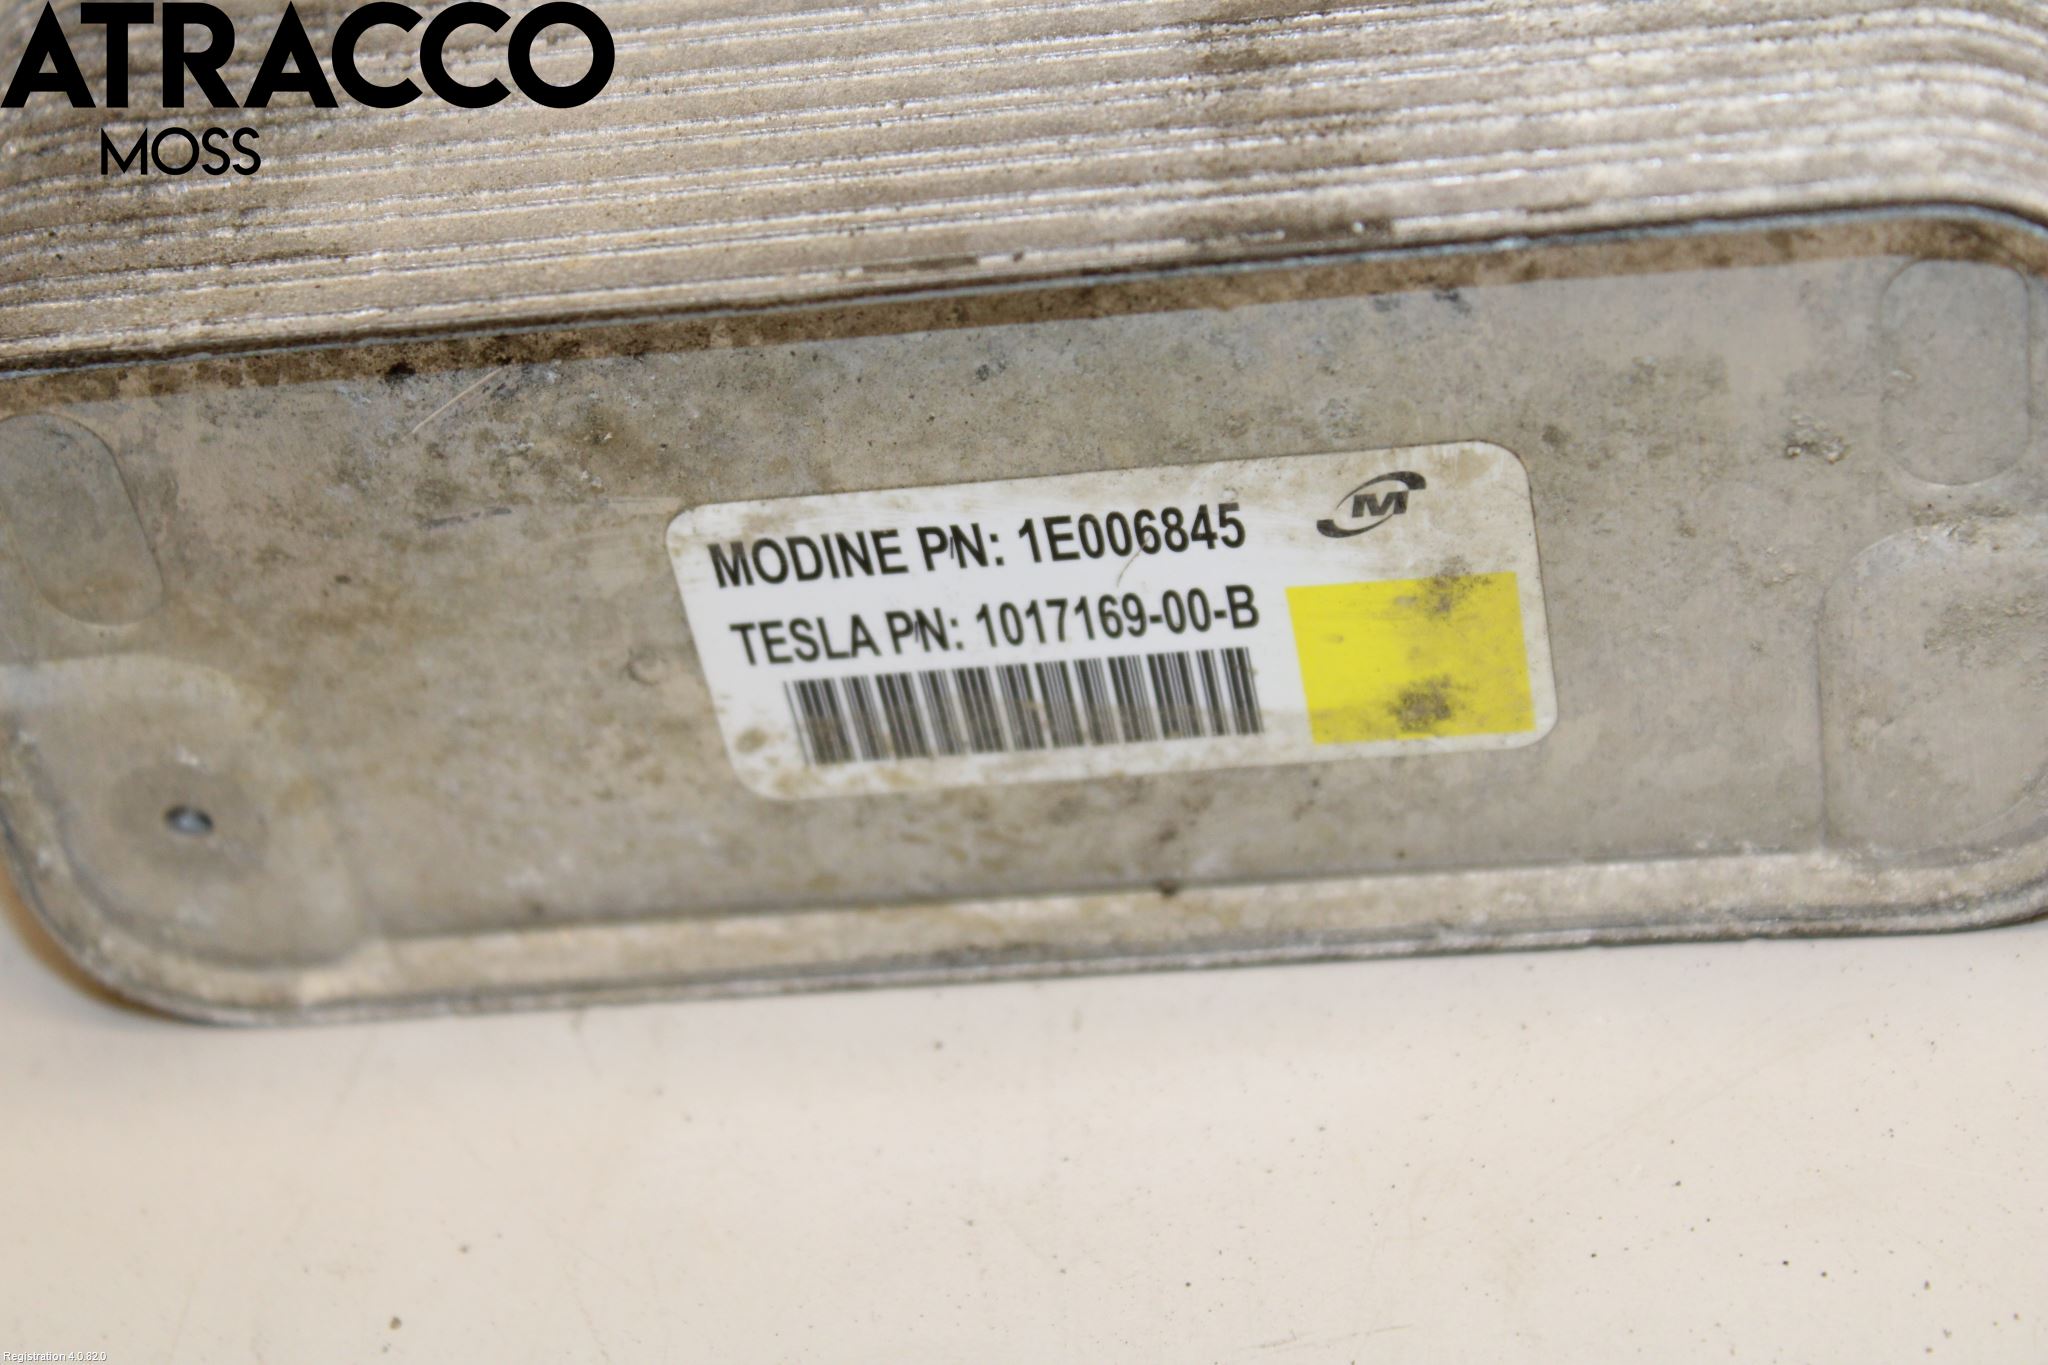 ATRACCO
MOSS
MODINE P/N: 1E006845
M
TESLA P/N: 1017169-00-B
Registration 4.0.82.0